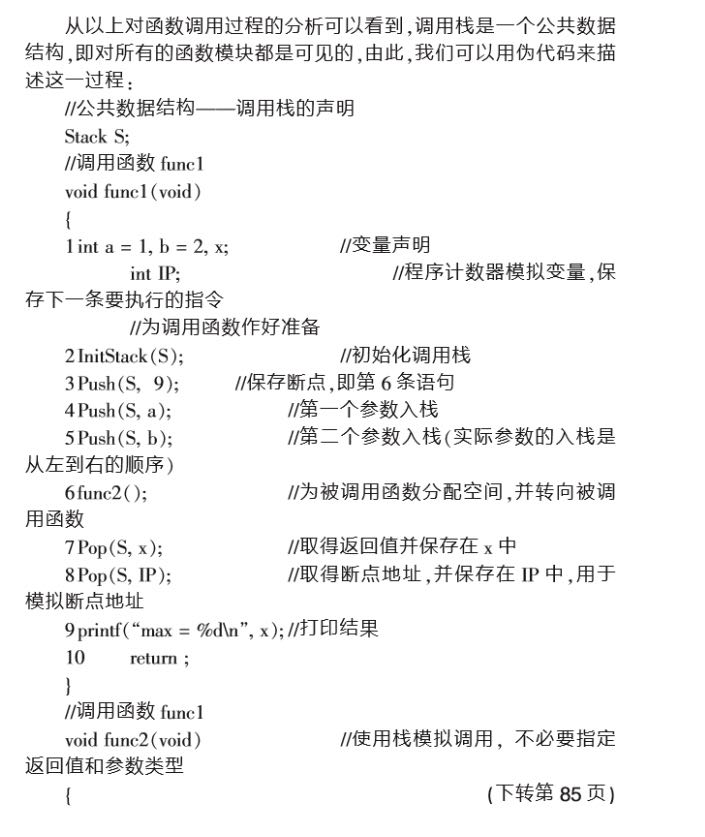 从以上对函数调用过程的分析可以看到,调用栈是一个公共数据
结构,即对所有的函数模块都是可见的,由此,我们可以用伪代码来描
述这一过程:
//公共数据结构——调用栈的声明
Stack S;
//调用函数 func1
void func1(void)
{
1 int a = 1, b = 2, x; //变量声明
int IP; //程序计数器模拟变量,保
存下一条要执行的指令
//为调用函数作好准备
2 InitStack(S); //初始化调用栈
3 Push(S, 9); //保存断点,即第 6 条语句
4 Push(S, a); //第一个参数入栈
5 Push(S, b); //第二个参数入栈(实际参数的入栈是
从左到右的顺序)
6 func2(); //为被调用函数分配空间,并转向被调
用函数
7 Pop(S, x); //取得返回值并保存在 x 中
8 Pop(S, IP); //取得断点地址,并保存在 IP 中,用于
模拟断点地址
9 printf(“max = %d\n”, x); //打印结果
10 return ;
}
//调用函数 func1
void func2(void) //使用栈模拟调用, 不必要指定
返回值和参数类型
{ (下转第 85 页)